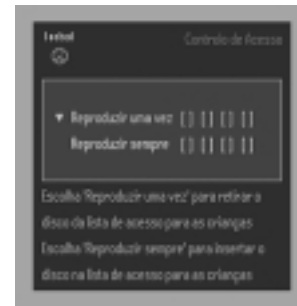 Controlo de Acesso
▼ Reproduzir uma vez [] [] [] []
Reproduzir sempre [] [] [] []
Escolha 'Reproduzir uma vez' para retirar o
disco da lista de acesso para as crianças
Escolha 'Reproduzir sempre' para insertar o
disco na lista de acesso para as crianças